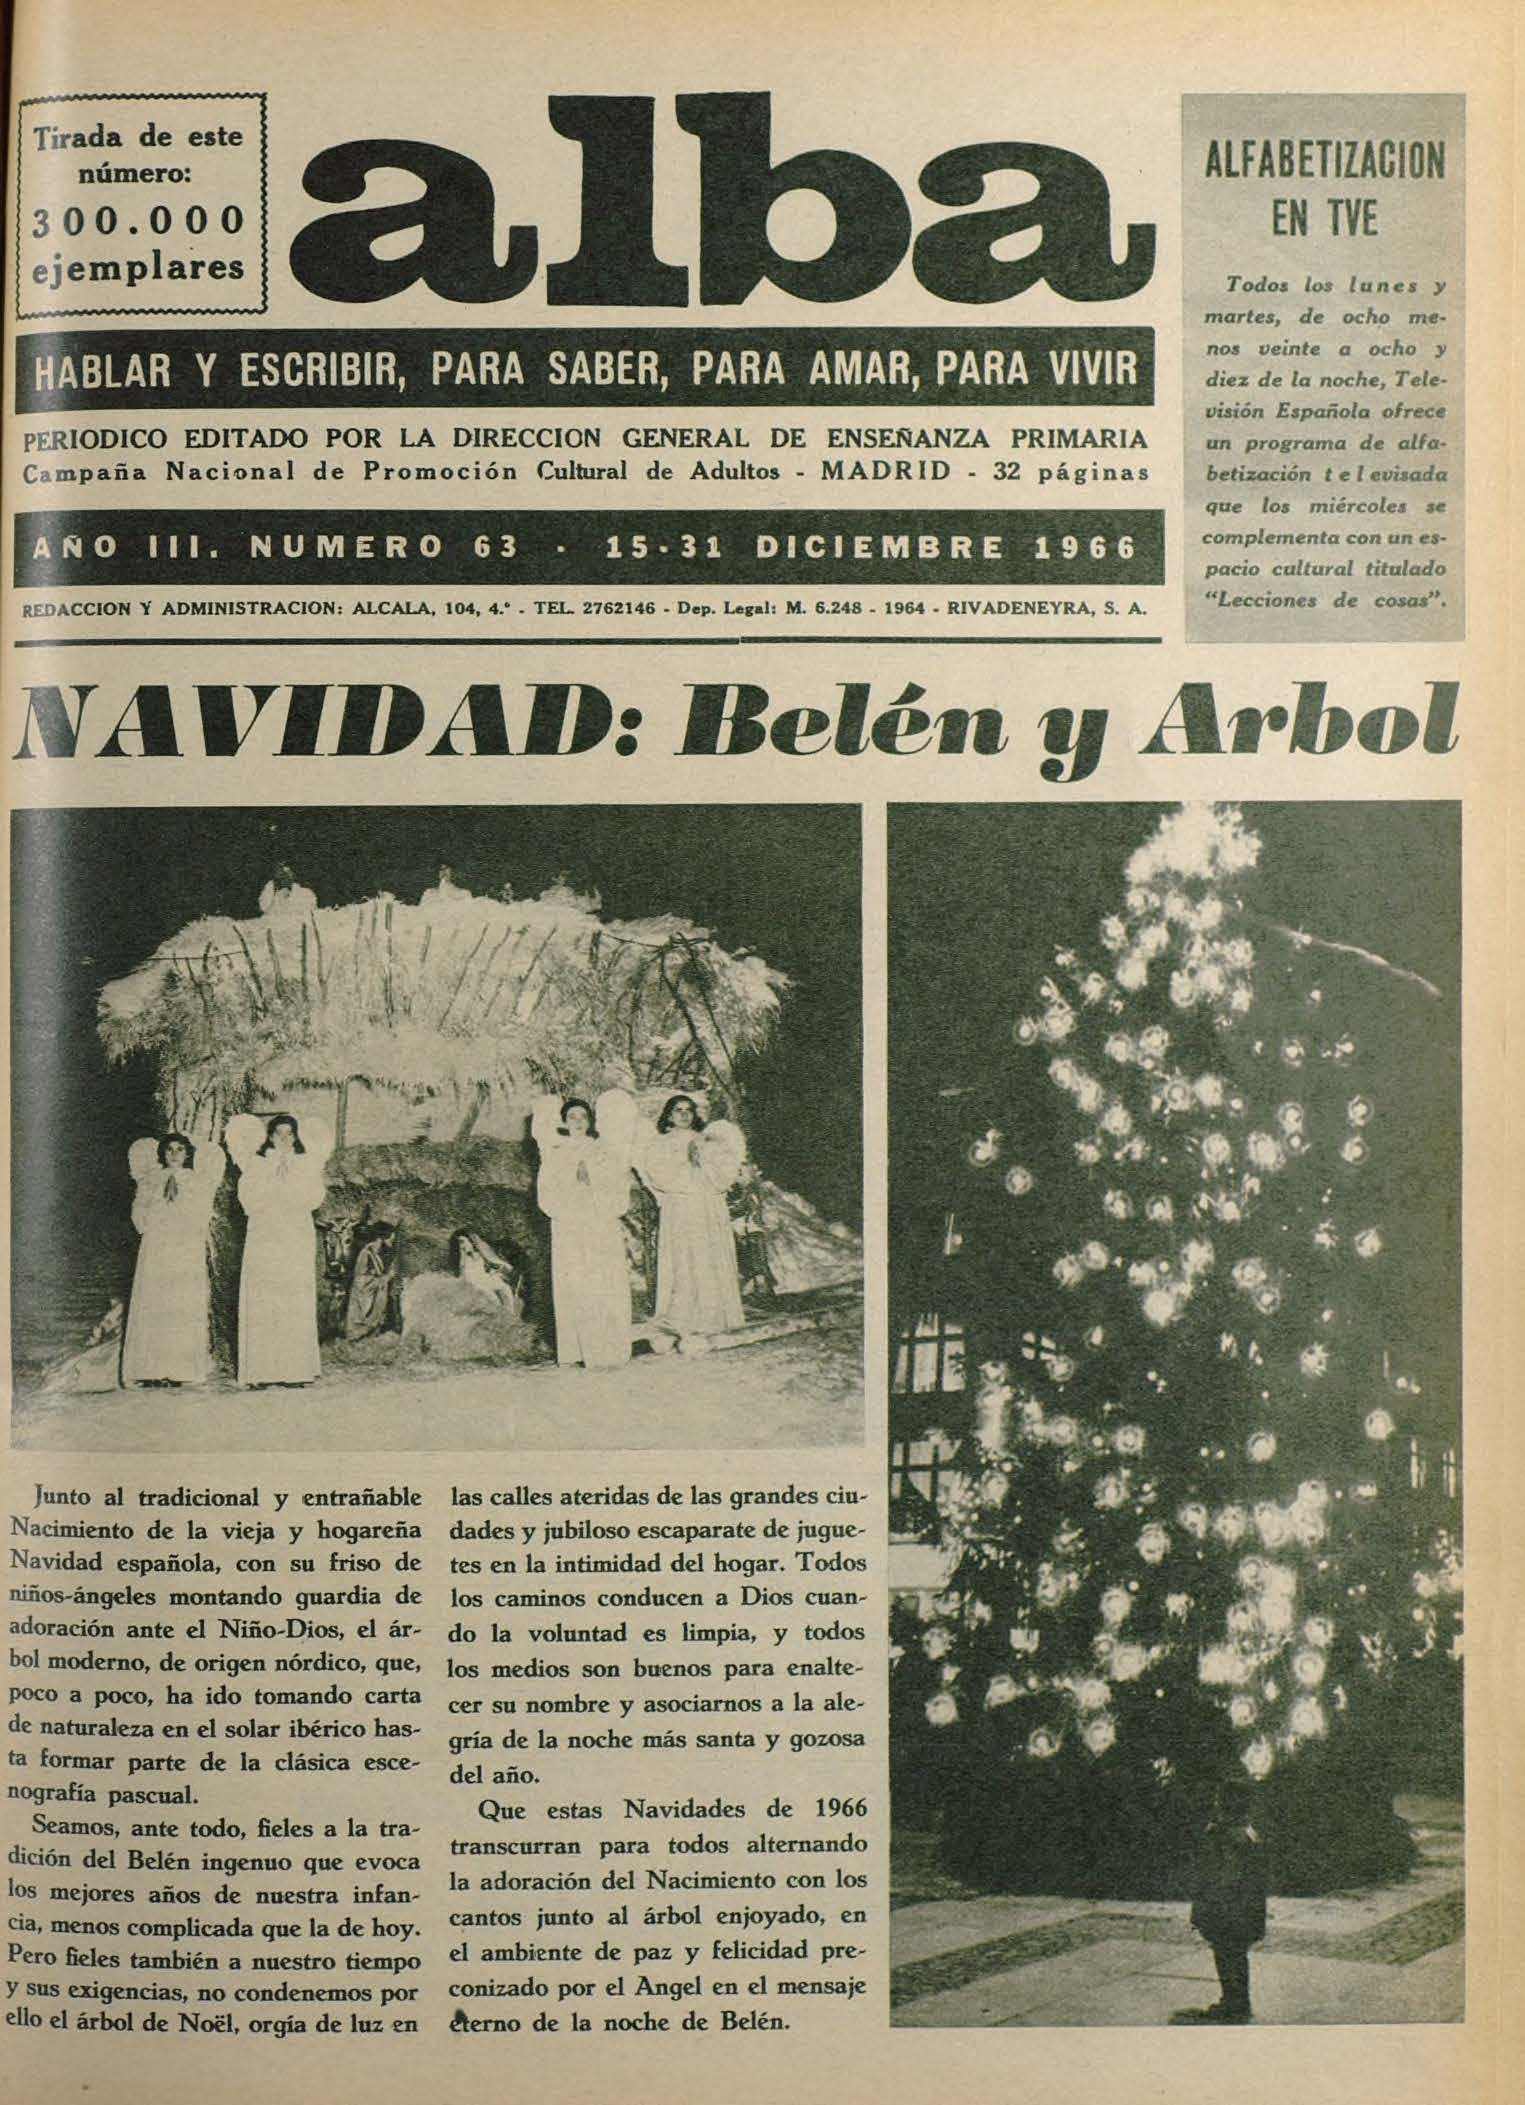 Tirada de este
número:
300.000
ejemplares
alba
HABLAR Y ESCRIBIR, PARA SABER, PARA AMAR, PARA VIVIR
PERIODICO EDITADO POR LA DIRECCION GENERAL DE ENSEÑANZA PRIMARIA
Campaña Nacional de Promoción Cultural de Adultos - MADRID - 32 páginas
AÑO III. NUMERO 63 · 15-31 DICIEMBRE 1966
REDACCION Y ADMINISTRACION: ALCALA, 104, 4.º - TEL. 2762146 - Dep. Legal: M. 6.248 - 1964 - RIVADENEYRA, S. A.
ALFABETIZACION
EN TVE
Todos los lunes y
martes, de ocho me-
nos veinte a ocho y
diez de la noche, Tele-
visión Española ofrece
un programa de alfa-
betización televisada
que los miércoles se
complementa con un es-
pacio cultural titulado
"Lecciones de cosas".
NAVIDAD: Belén y Arbol
Junto al tradicional y entrañable
Nacimiento de la vieja y hogareña
Navidad española, con su friso de
niños-ángeles montando guardia de
adoración ante el Niño-Dios, el ár-
bol moderno, de origen nórdico, que,
poco a poco, ha ido tomando carta
de naturaleza en el solar ibérico has-
ta formar parte de la clásica esce-
nografía pascual.
Seamos, ante todo, fieles a la tra-
dición del Belén ingenuo que evoca
los mejores años de nuestra infan-
cia, menos complicada que la de hoy.
Pero fieles también a nuestro tiempo
y sus exigencias, no condenemos por
ello el árbol de Noël, orgía de luz en
las calles ateridas de las grandes ciu-
dades y jubiloso escaparate de jugue-
tes en la intimidad del hogar. Todos
los caminos conducen a Dios cuan-
do la voluntad es limpia, y todos
los medios son buenos para enalte-
cer su nombre y asociarnos a la ale-
gría de la noche más santa y gozosa
del año.
Que estas Navidades de 1966
transcurran para todos alternando
la adoración del Nacimiento con los
cantos junto al árbol enjoyado, en
el ambiente de paz y felicidad pre-
conizado por el Angel en el mensaje
eterno de la noche de Belén.